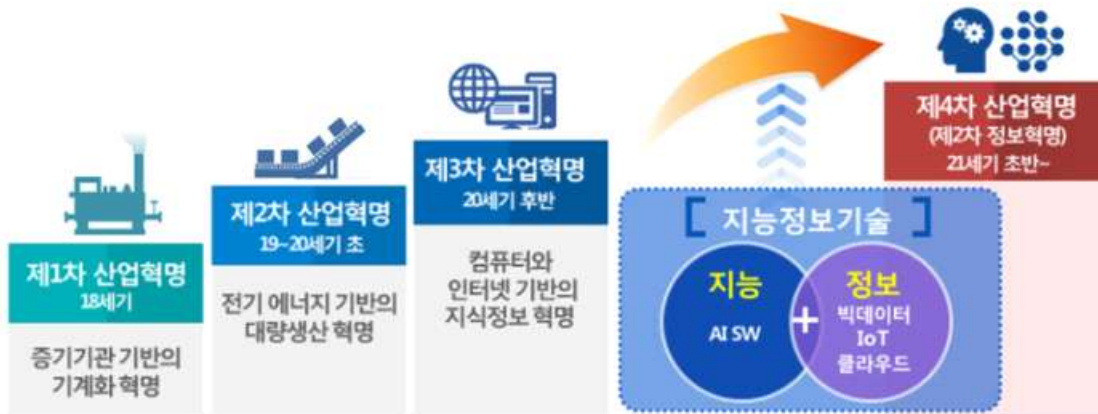 제1차 산업혁명
18세기
증기기관 기반의
기계화 혁명
제2차 산업혁명
19~20세기 초
전기 에너지 기반의
대량생산 혁명
제3차 산업혁명
20세기 후반
컴퓨터와
인터넷 기반의
지식정보 혁명
[ 지능정보기술 ]
지능
AI SW
+
정보
빅데이터
IoT
클라우드
제4차 산업혁명
(제2차 정보혁명)
21세기 초반~